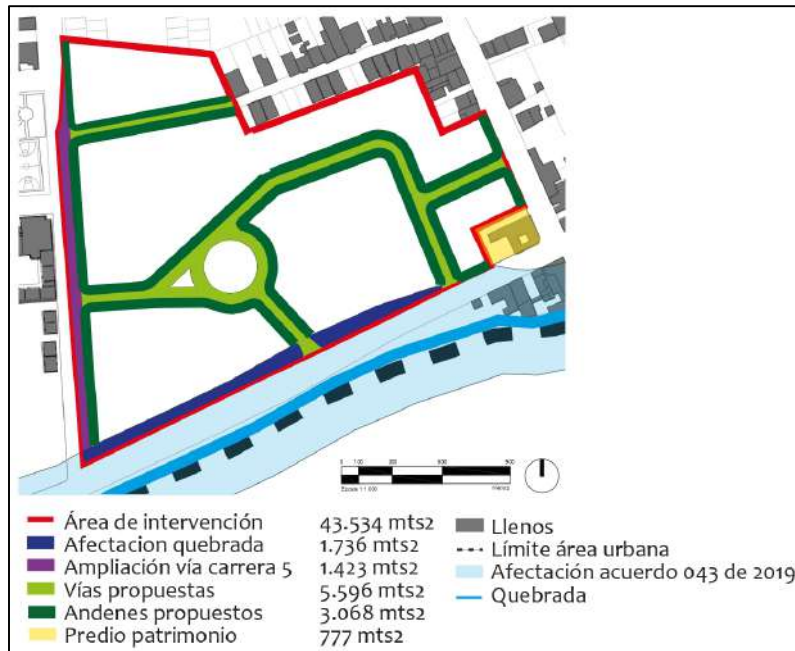 Área de intervención 43.534 mts2
Afectacion quebrada 1.736 mts2
Ampliación vía carrera 5 1.423 mts2
Vías propuestas 5.596 mts2
Andenes propuestos 3.068 mts2
Predio patrimonio 777 mts2
Llenos
Límite área urbana
Afectación acuerdo 043 de 2019
Quebrada